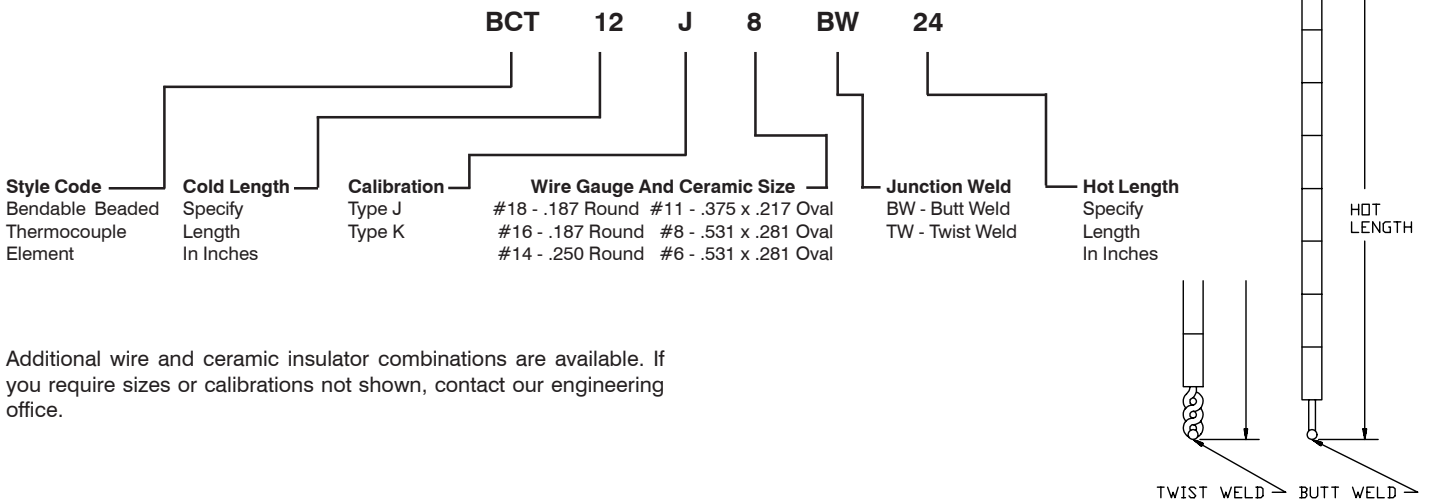 BCT 12 J 8 BW 24
Style Code
Bendable Beaded
Thermocouple
Element
Cold Length
Specify
Length
In Inches
Calibration
Type J
Type K
Wire Gauge And Ceramic Size
#18 - .187 Round #11 - .375 x .217 Oval
#16 - .187 Round #8 - .531 x .281 Oval
#14 - .250 Round #6 - .531 x .281 Oval
Junction Weld
BW - Butt Weld
TW - Twist Weld
Hot Length
Specify
Length
In Inches
HOT
LENGTH
Additional wire and ceramic insulator combinations are available. If
you require sizes or calibrations not shown, contact our engineering
office.
TWIST WELD
BUTT WELD